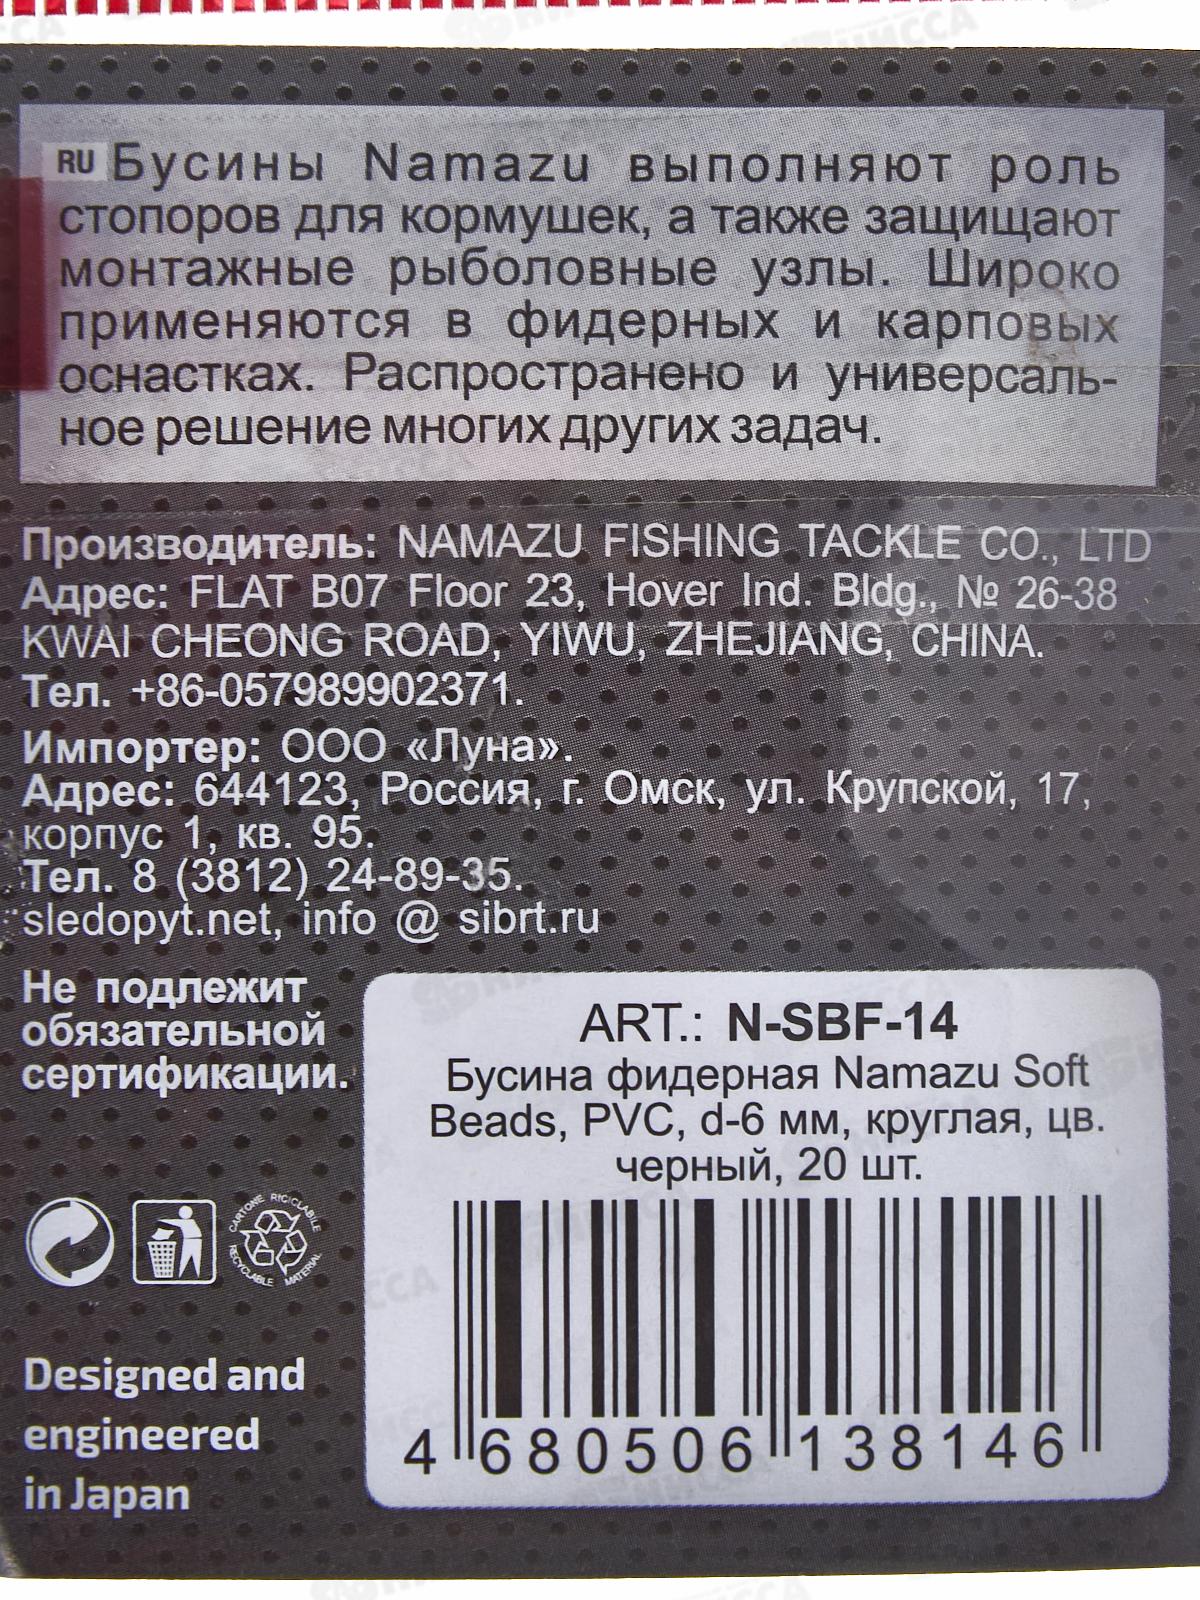 RU Бусины Namazu выполняют роль
стопоров для кормушек, а также защищают
монтажные рыболовные узлы. Широко
применяются в фидерных и карповых
оснастках. Распространено и универсаль-
ное решение многих других задач.
Производитель: NAMAZU FISHING TACKLE CO., LTD
Адрес: FLAT B07 Floor 23, Hover Ind. Bldg., № 26-38
KWAI CHEONG ROAD, YIWU, ZHEJIANG, CHINA.
Тел. +86-057989902371.
Импортер: ООО «Луна».
Адрес: 644123, Россия, г. Омск, ул. Крупской, 17,
корпус 1, кв. 95.
Тел. 8 (3812) 24-89-35.
sledopyt.net, info @ sibrt.ru
Не подлежит
обязательной
сертификации.
ART.: N-SBF-14
Бусина фидерная Namazu Soft
Beads, PVC, d-6 мм, круглая, цв.
черный, 20 шт.
4 680506 138146
CARTONE RICICLABILE
RECYCLABLE MATERIAL
Designed and
engineered
in Japan